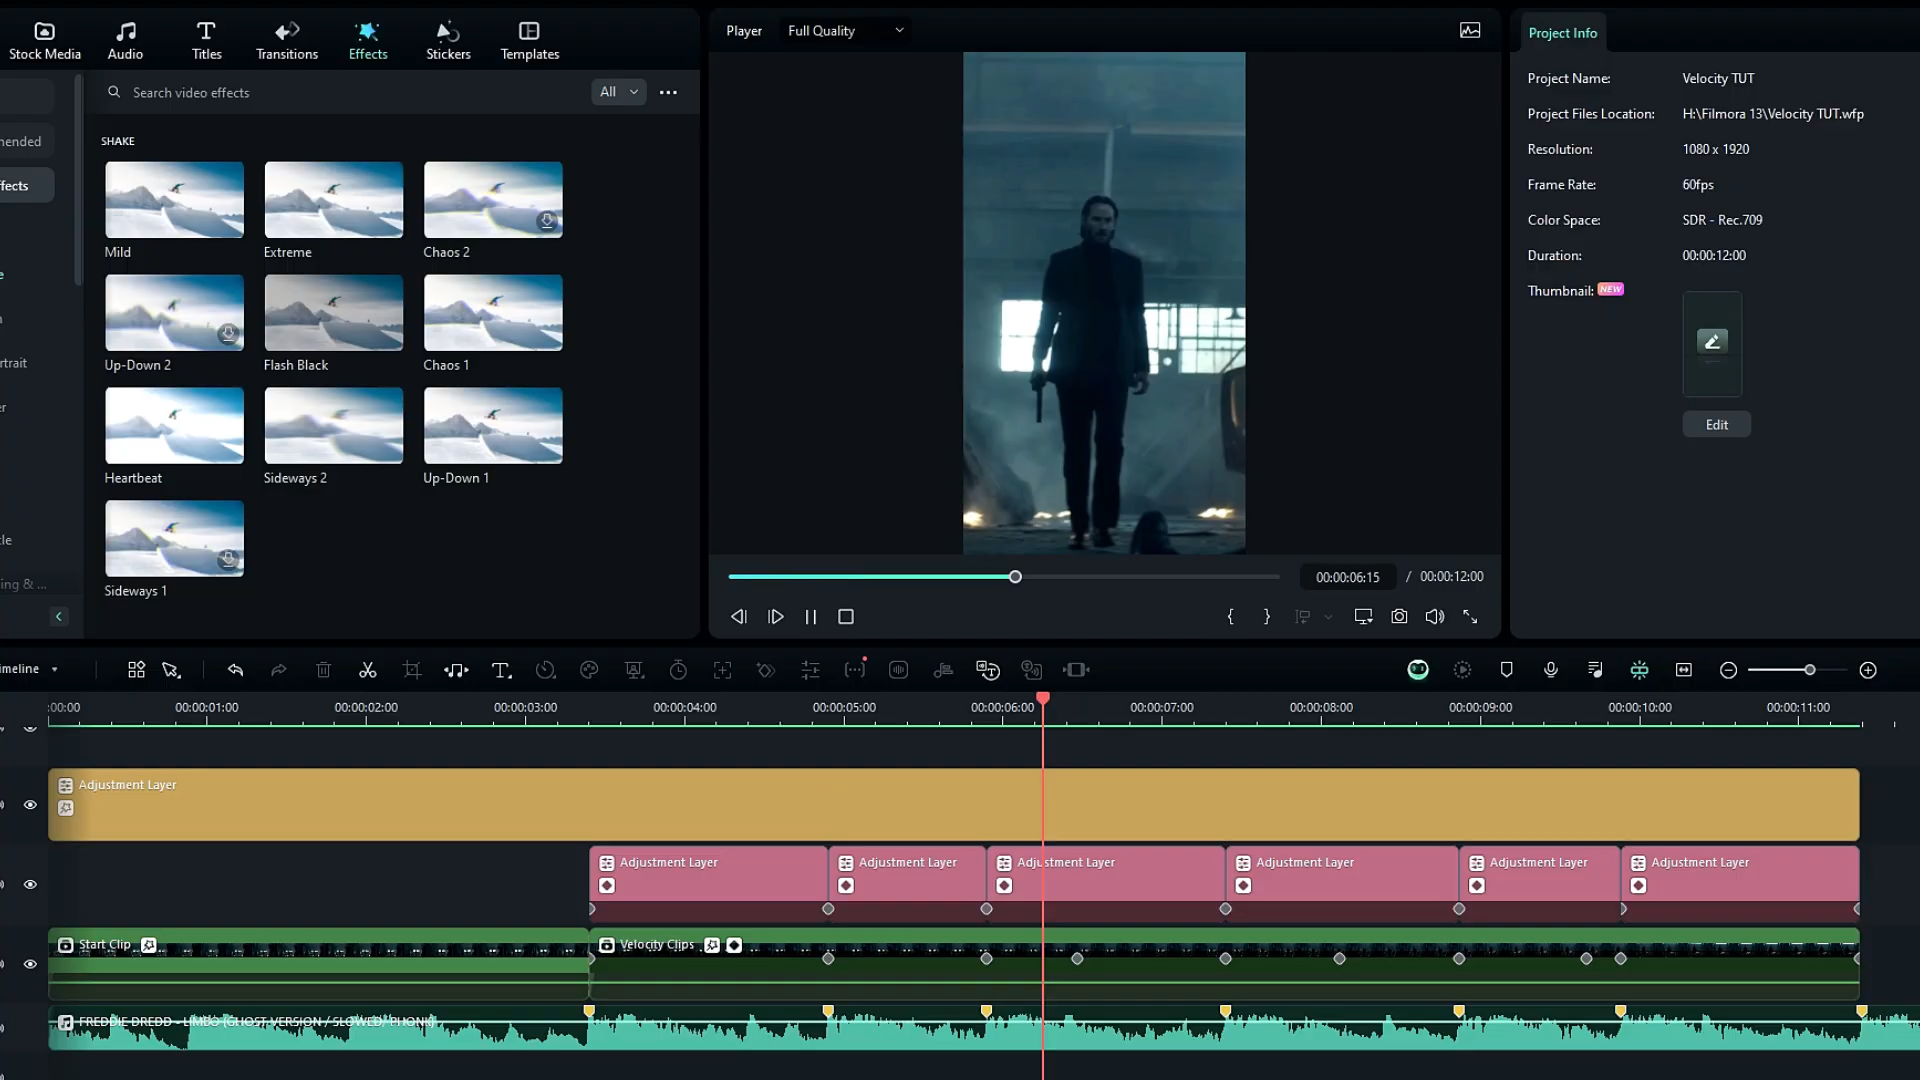 Stock Media
Audio
Titles
Transitions
Effects
Stickers
Templates
Search video effects
All
nended
ffects
e
rtrait
er
tle
ing & ...
SHAKE
Mild
Extreme
Chaos 2
Up-Down 2
Flash Black
Chaos 1
Heartbeat
Sideways 2
Up-Down 1
Sideways 1
Player
Full Quality
00:00:06:15 / 00:00:12:00
Project Info
Project Name: Velocity TUT
Project Files Location: H:\Filmora 13\Velocity TUT.wfp
Resolution: 1080 x 1920
Frame Rate: 60fps
Color Space: SDR - Rec.709
Duration: 00:00:12:00
Thumbnail: NEW
Edit
imeline
:00:00
00:00:01:00
00:00:02:00
00:00:03:00
00:00:04:00
00:00:05:00
00:00:06:00
00:00:07:00
00:00:08:00
00:00:09:00
00:00:10:00
00:00:11:00
Adjustment Layer
Adjustment Layer
Adjustment Layer
Adjustment Layer
Adjustment Layer
Adjustment Layer
Adjustment Layer
Start Clip
Velocity Clips
FREDDIE DREDD - LIMBO (GHOST VERSION / SLOWED/ PHONK)